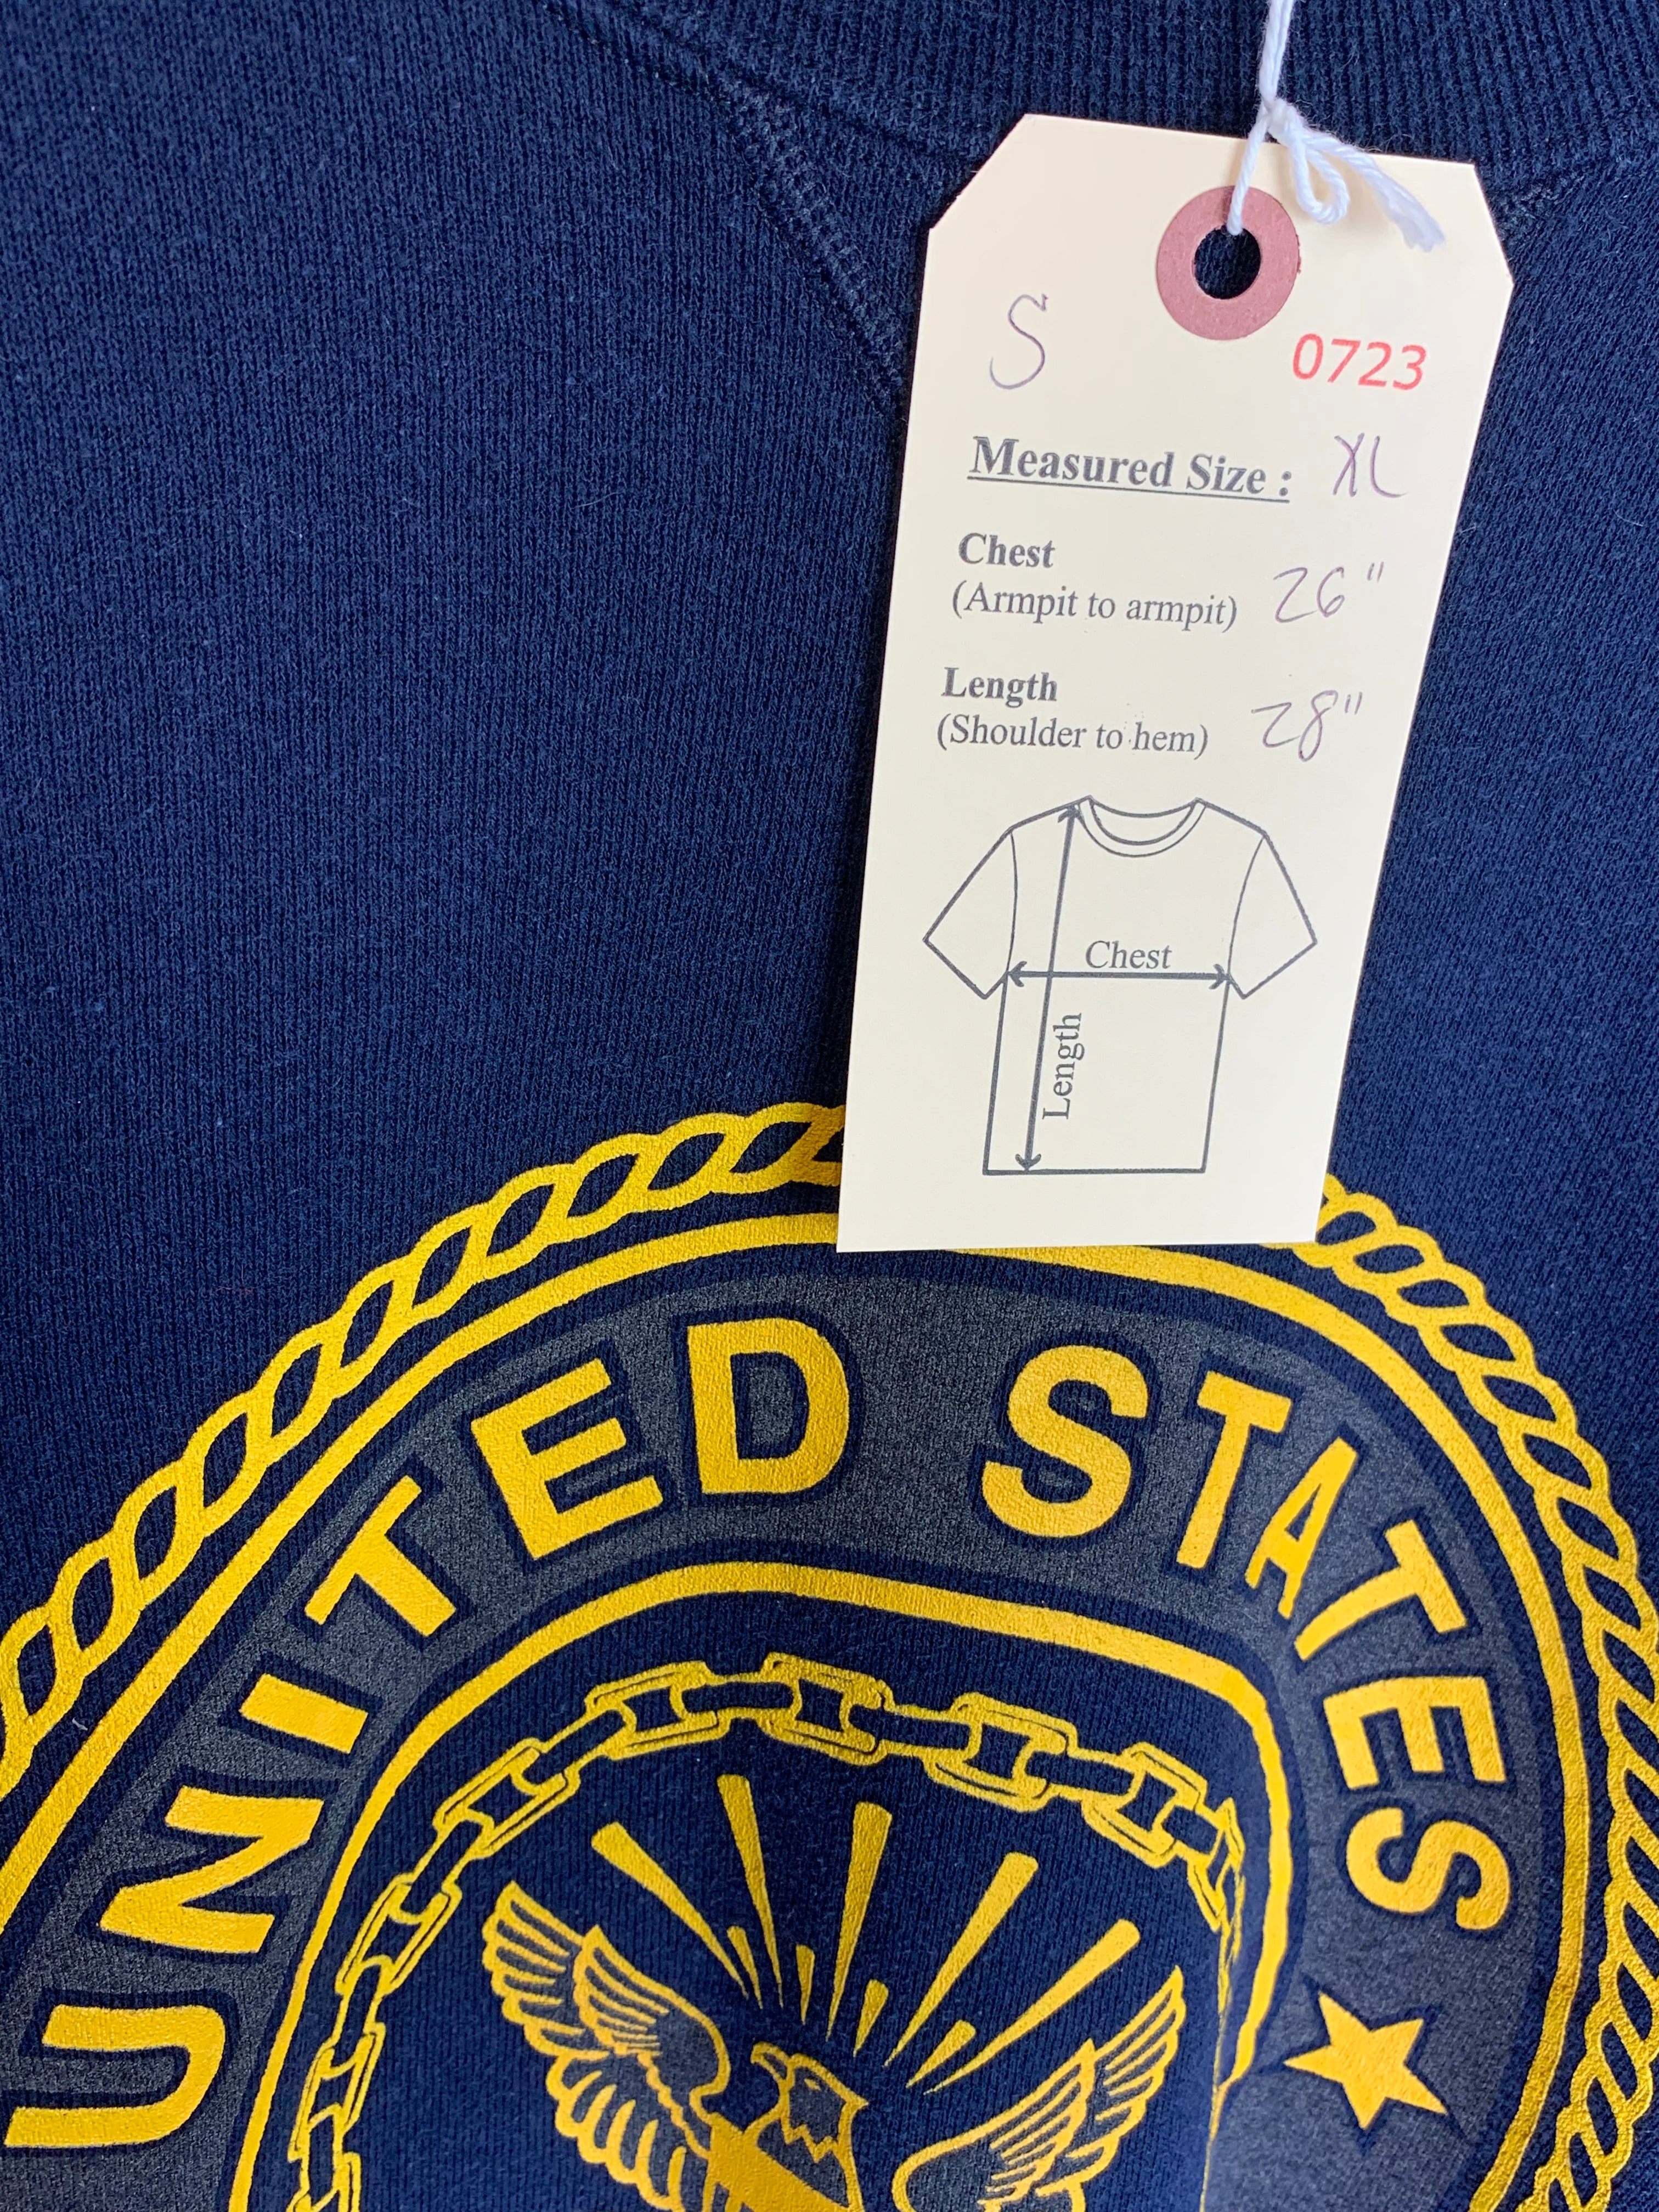 S
0723
Measured Size : XL
Chest
(Armpit to armpit) 26"
Length
(Shoulder to hem) 28"
Chest
Length
UNITED STATES